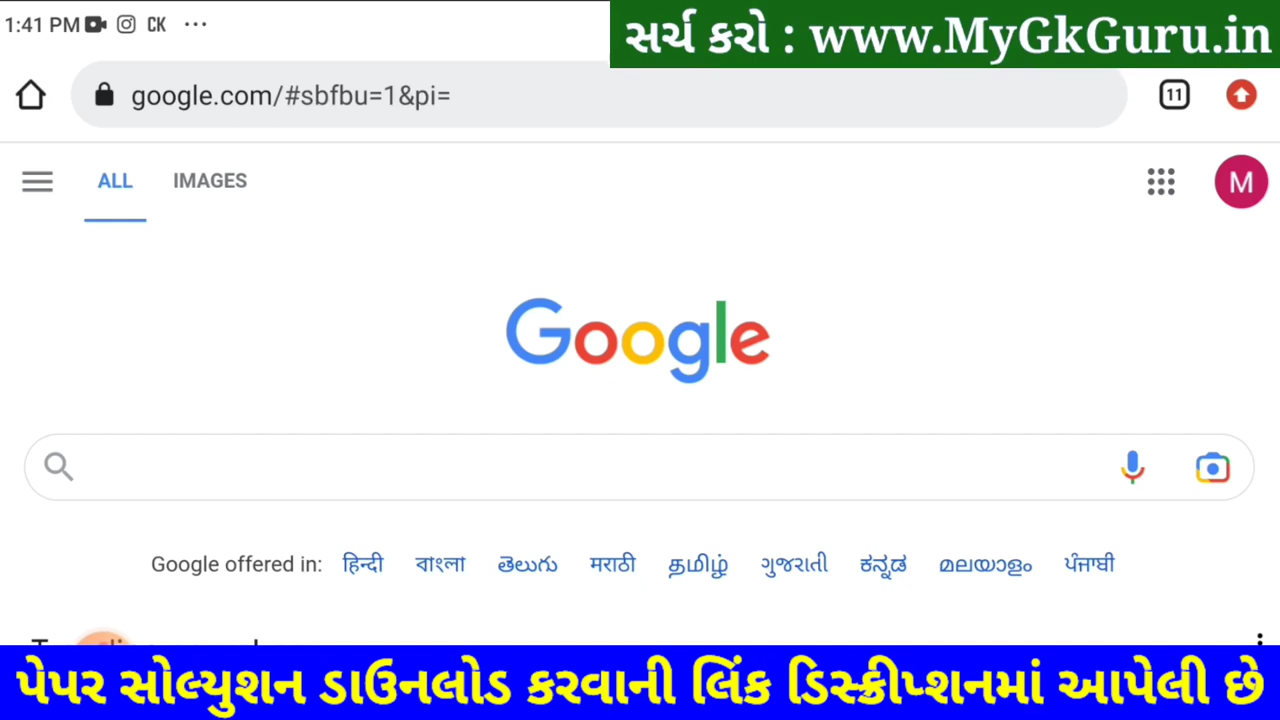 1:41 PM CK ...
સર્ચ કરો : www.MyGkGuru.in
google.com/#sbfbu=1&pi=
11
ALL IMAGES
M
Google
Google offered in: हिन्दी বাংলা తెలుగు मराठी தமிழ் ગુજરાતી ಕನ್ನಡ മലയാളം ਪੰਜਾਬੀ
પેપર સોલ્યુશન ડાઉનલોડ કરવાની લિંક ડિસ્ક્રીપ્શનમાં આપેલી છે